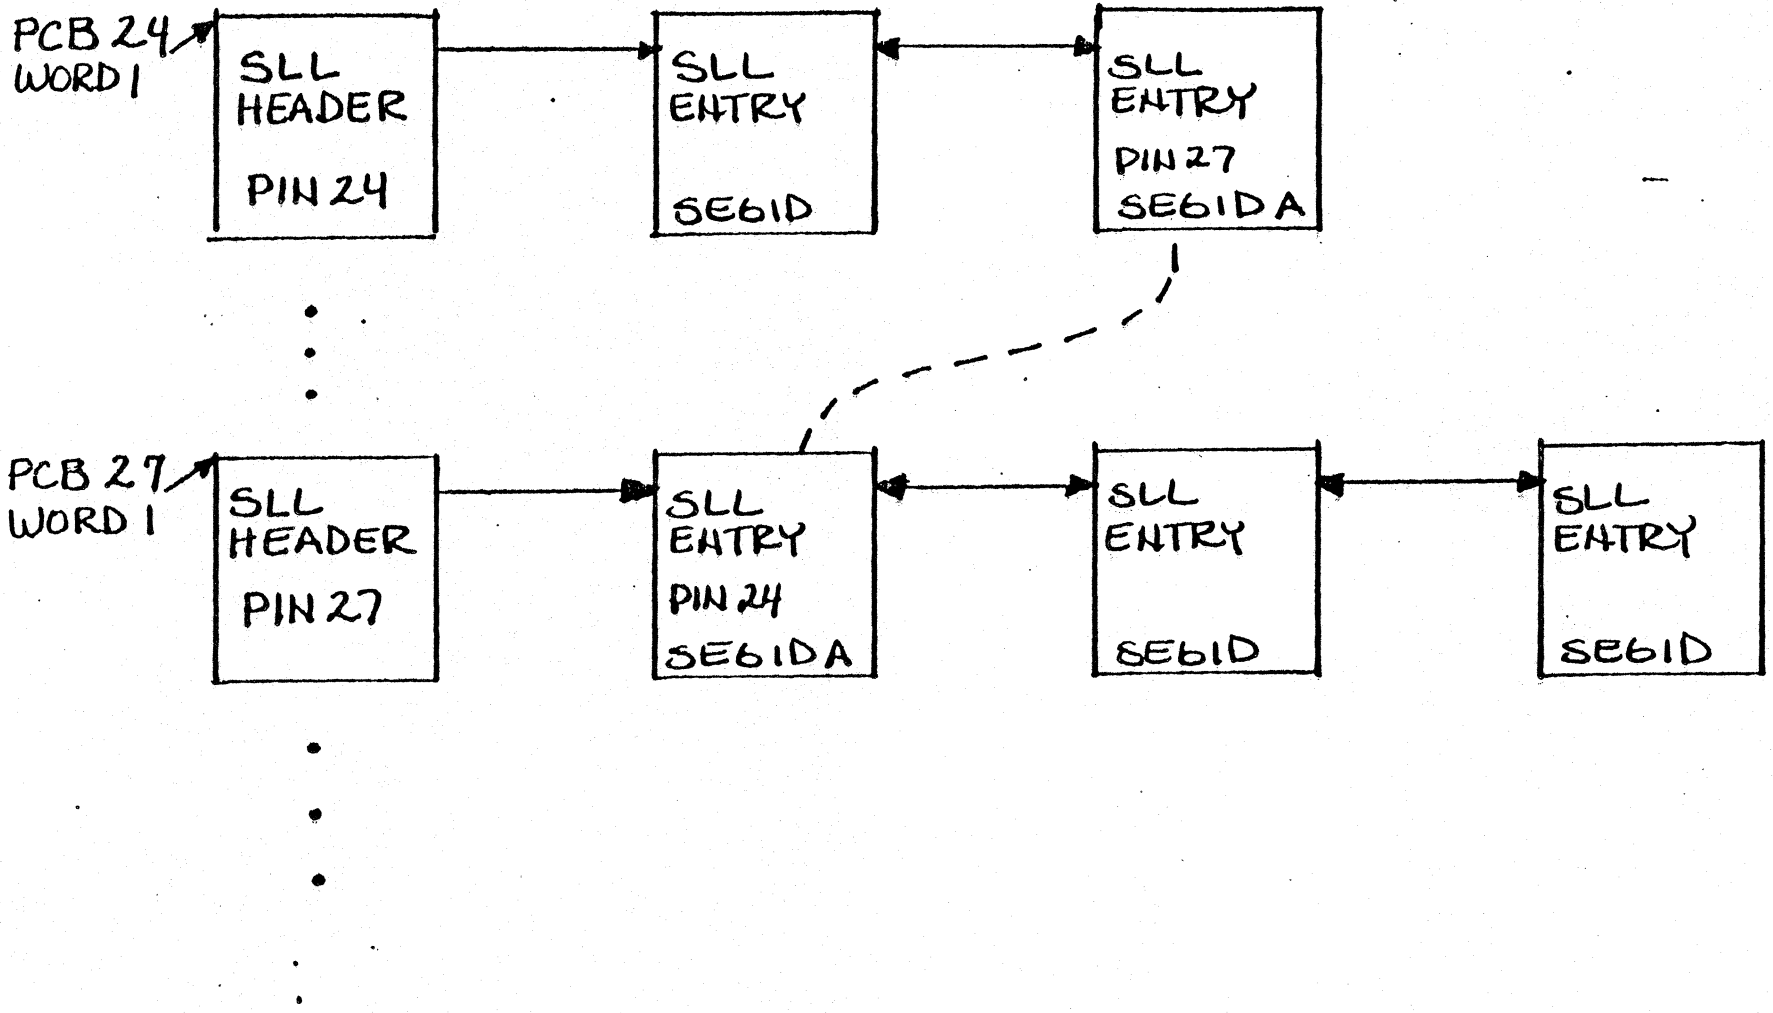 PCB 24
WORD 1
SLL
HEADER
PIN 24
SLL
ENTRY
SEGID
SLL
ENTRY
PIN 27
SEGID A
PCB 27
WORD 1
SLL
HEADER
PIN 27
SLL
ENTRY
PIN 24
SEGID A
SLL
ENTRY
SEGID
SLL
ENTRY
SEGID